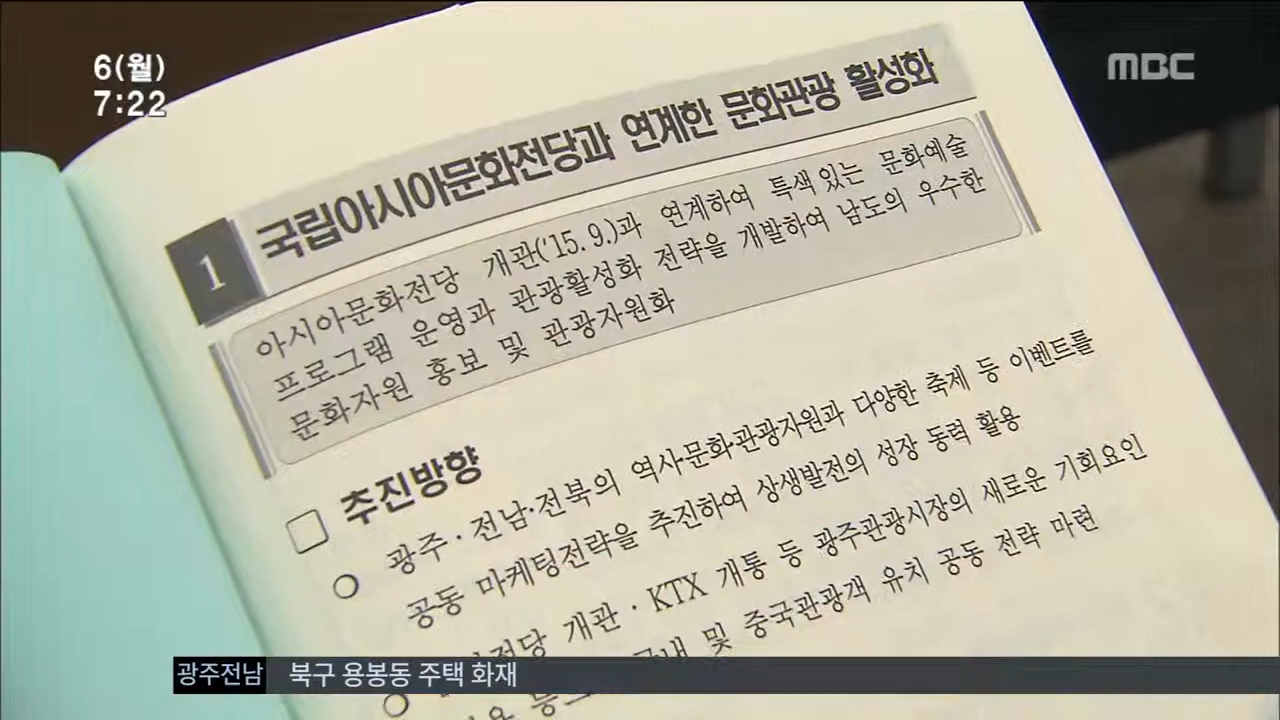 6(월)
7:22
MBC
1 국립아시아문화전당과 연계한 문화관광 활성화
아시아문화전당 개관('15.9.)과 연계하여 특색있는 문화예술
프로그램 운영과 관광활성화 전략을 개발하여 남도의 우수한
문화자원 홍보 및 관광자원화
□ 추진방향
○ 광주·전남·전북의 역사·문화·관광자원과 다양한 축제 등 이벤트를
공동 마케팅전략을 추진하여 상생발전의 성장 동력 활용
개관·KTX 개통 등 광주관광시장의 새로운 기회요인
및 중국관광객 유치 공동 전략 마련
광주전남 북구 용봉동 주택 화재